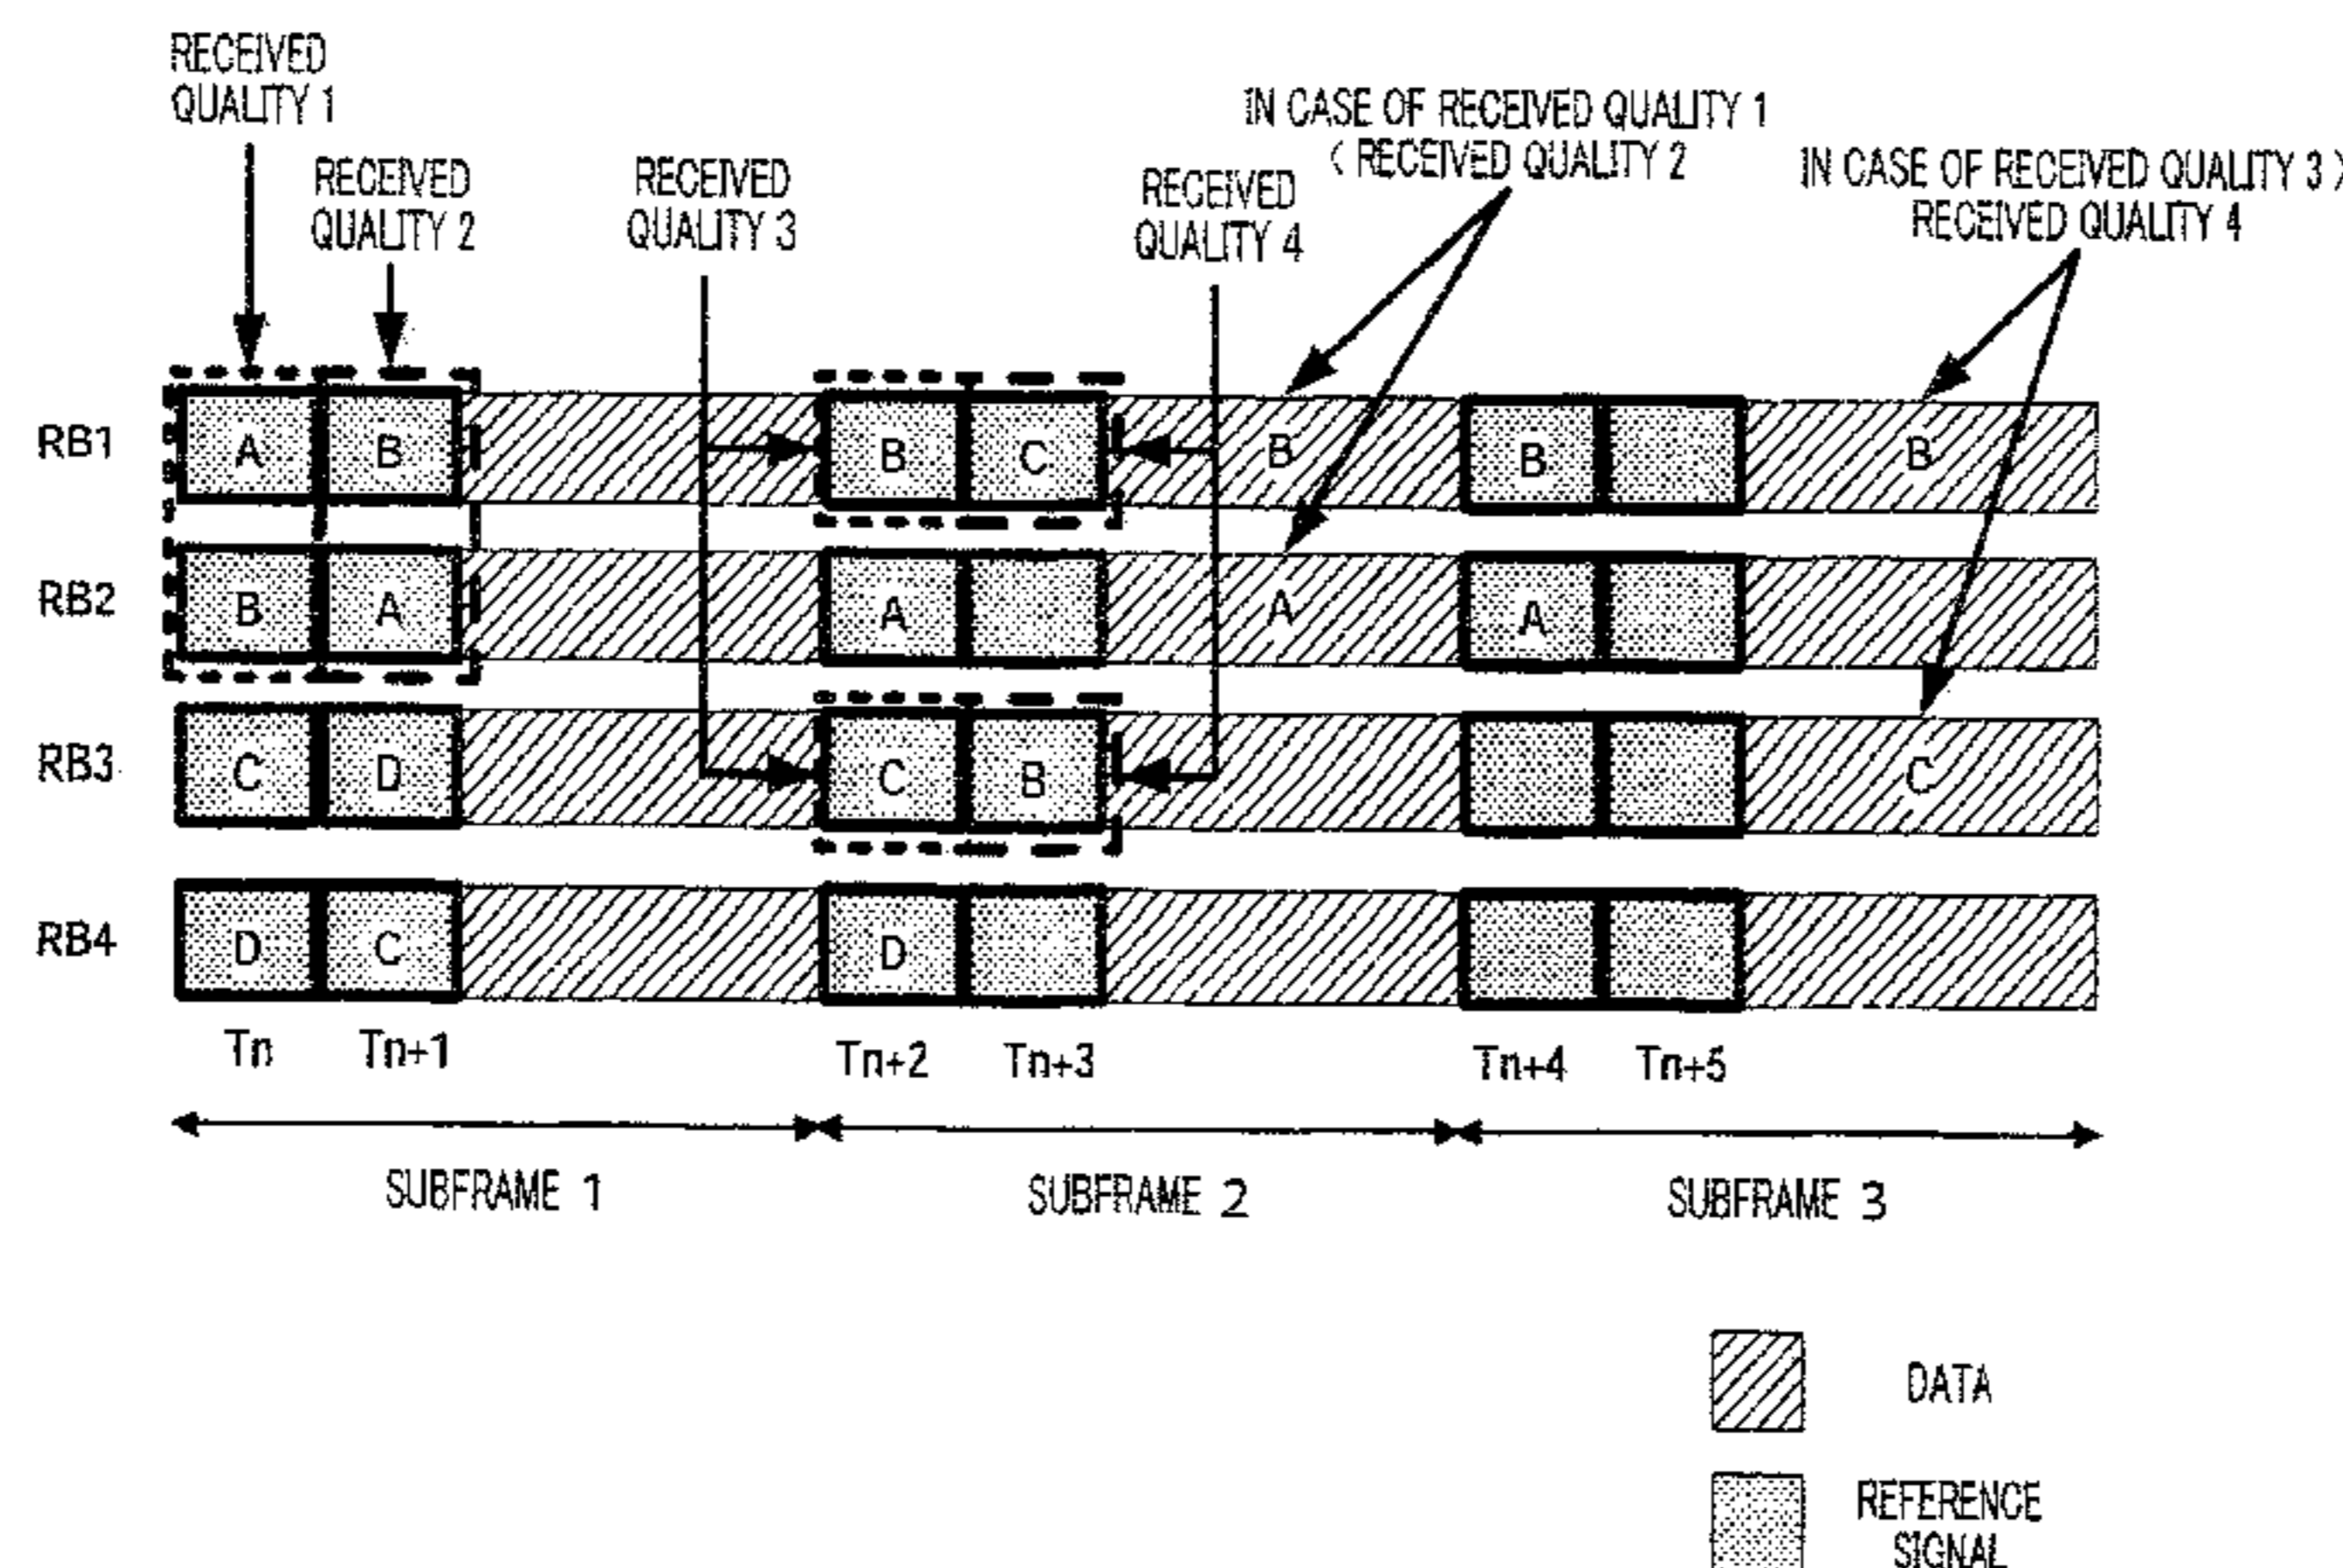 RECEIVED
QUALITY 1
RECEIVED
QUALITY 2
RECEIVED
QUALITY 3
RECEIVED
QUALITY 4
IN CASE OF RECEIVED QUALITY 1
< RECEIVED QUALITY 2
IN CASE OF RECEIVED QUALITY 3 >
RECEIVED QUALITY 4
RB1 A B B C B B B
RB2 B A A A A
RB3 C D C B C
RB4 D C D
Tn Tn+1 Tn+2 Tn+3 Tn+4 Tn+5
SUBFRAME 1 SUBFRAME 2 SUBFRAME 3
DATA
REFERENCE
SIGNAL